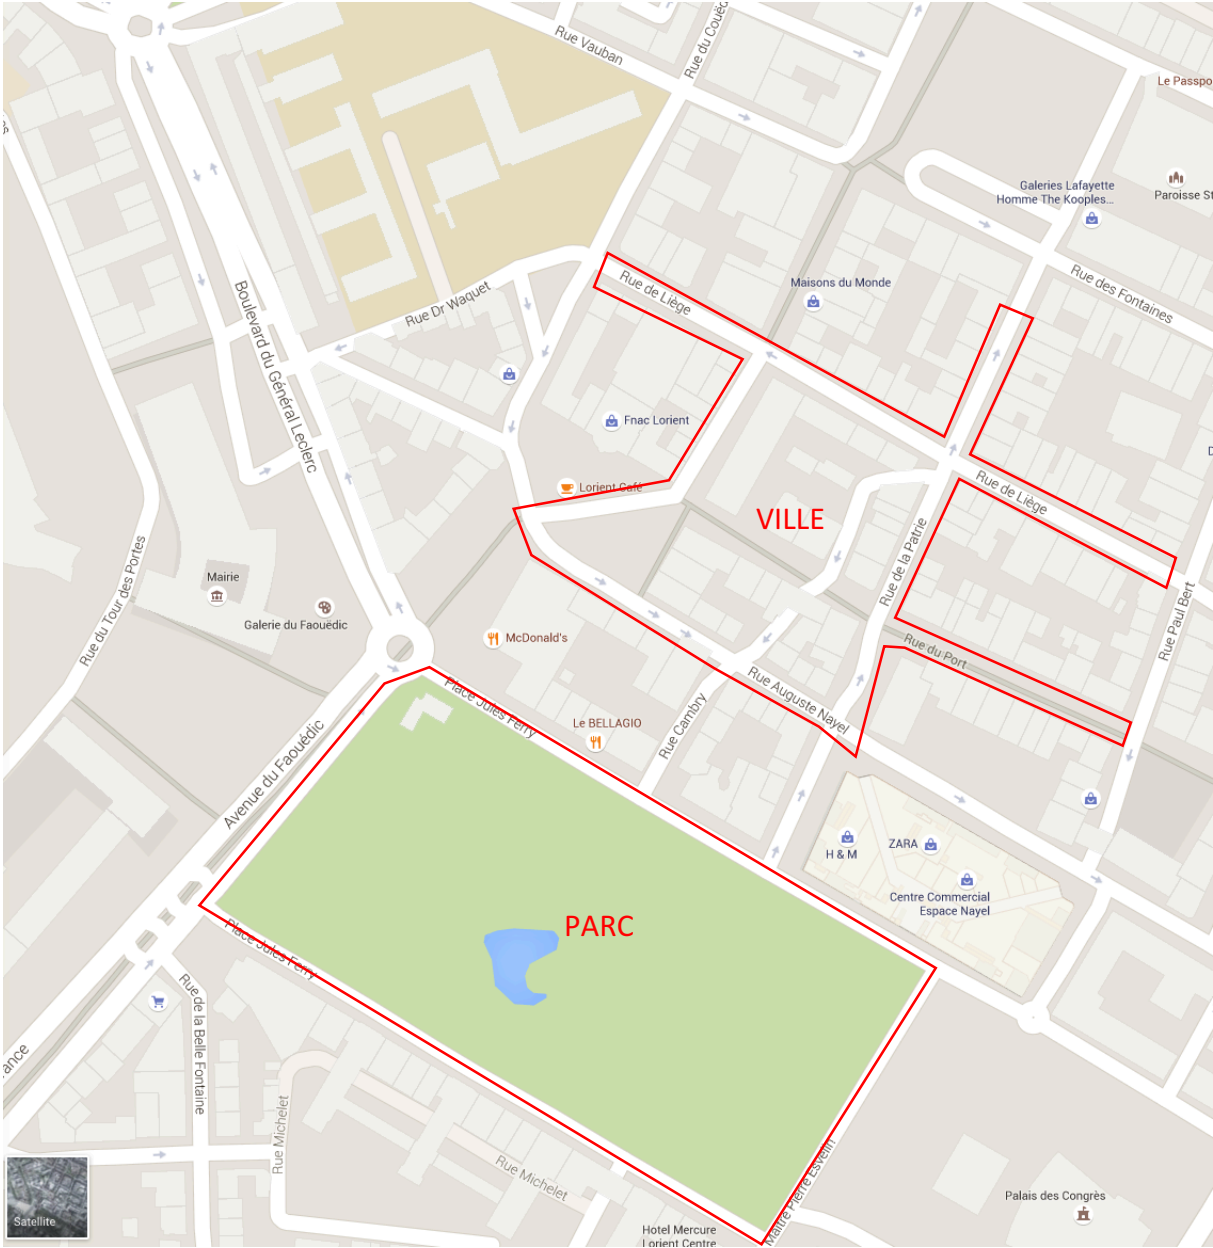 Rue Vauban
Rue du Couëd
Le Passpo
Galeries Lafayette
Homme The Kooples...
Paroisse St
Rue des Fontaines
Maisons du Monde
Rue de Liège
Rue Dr Waquet
Boulevard du Général Leclerc
Fnac Lorient
Lorient Café
VILLE
Rue de Liège
Rue de la Patrie
Rue Paul Bert
Rue du Port
Rue du Tour des Portes
Mairie
Galerie du Faouëdic
McDonald's
Place Jules Ferry
Le BELLAGIO
Rue Cambry
Rue Auguste Nayel
Avenue du Faouëdic
H & M
ZARA
Centre Commercial
Espace Nayel
PARC
Place Jules Ferry
Rue de la Belle Fontaine
ance
Rue Michelet
Rue Michelet
Maître Pierre Esvelin
Palais des Congrès
Hotel Mercure
Lorient Centre
Satellite